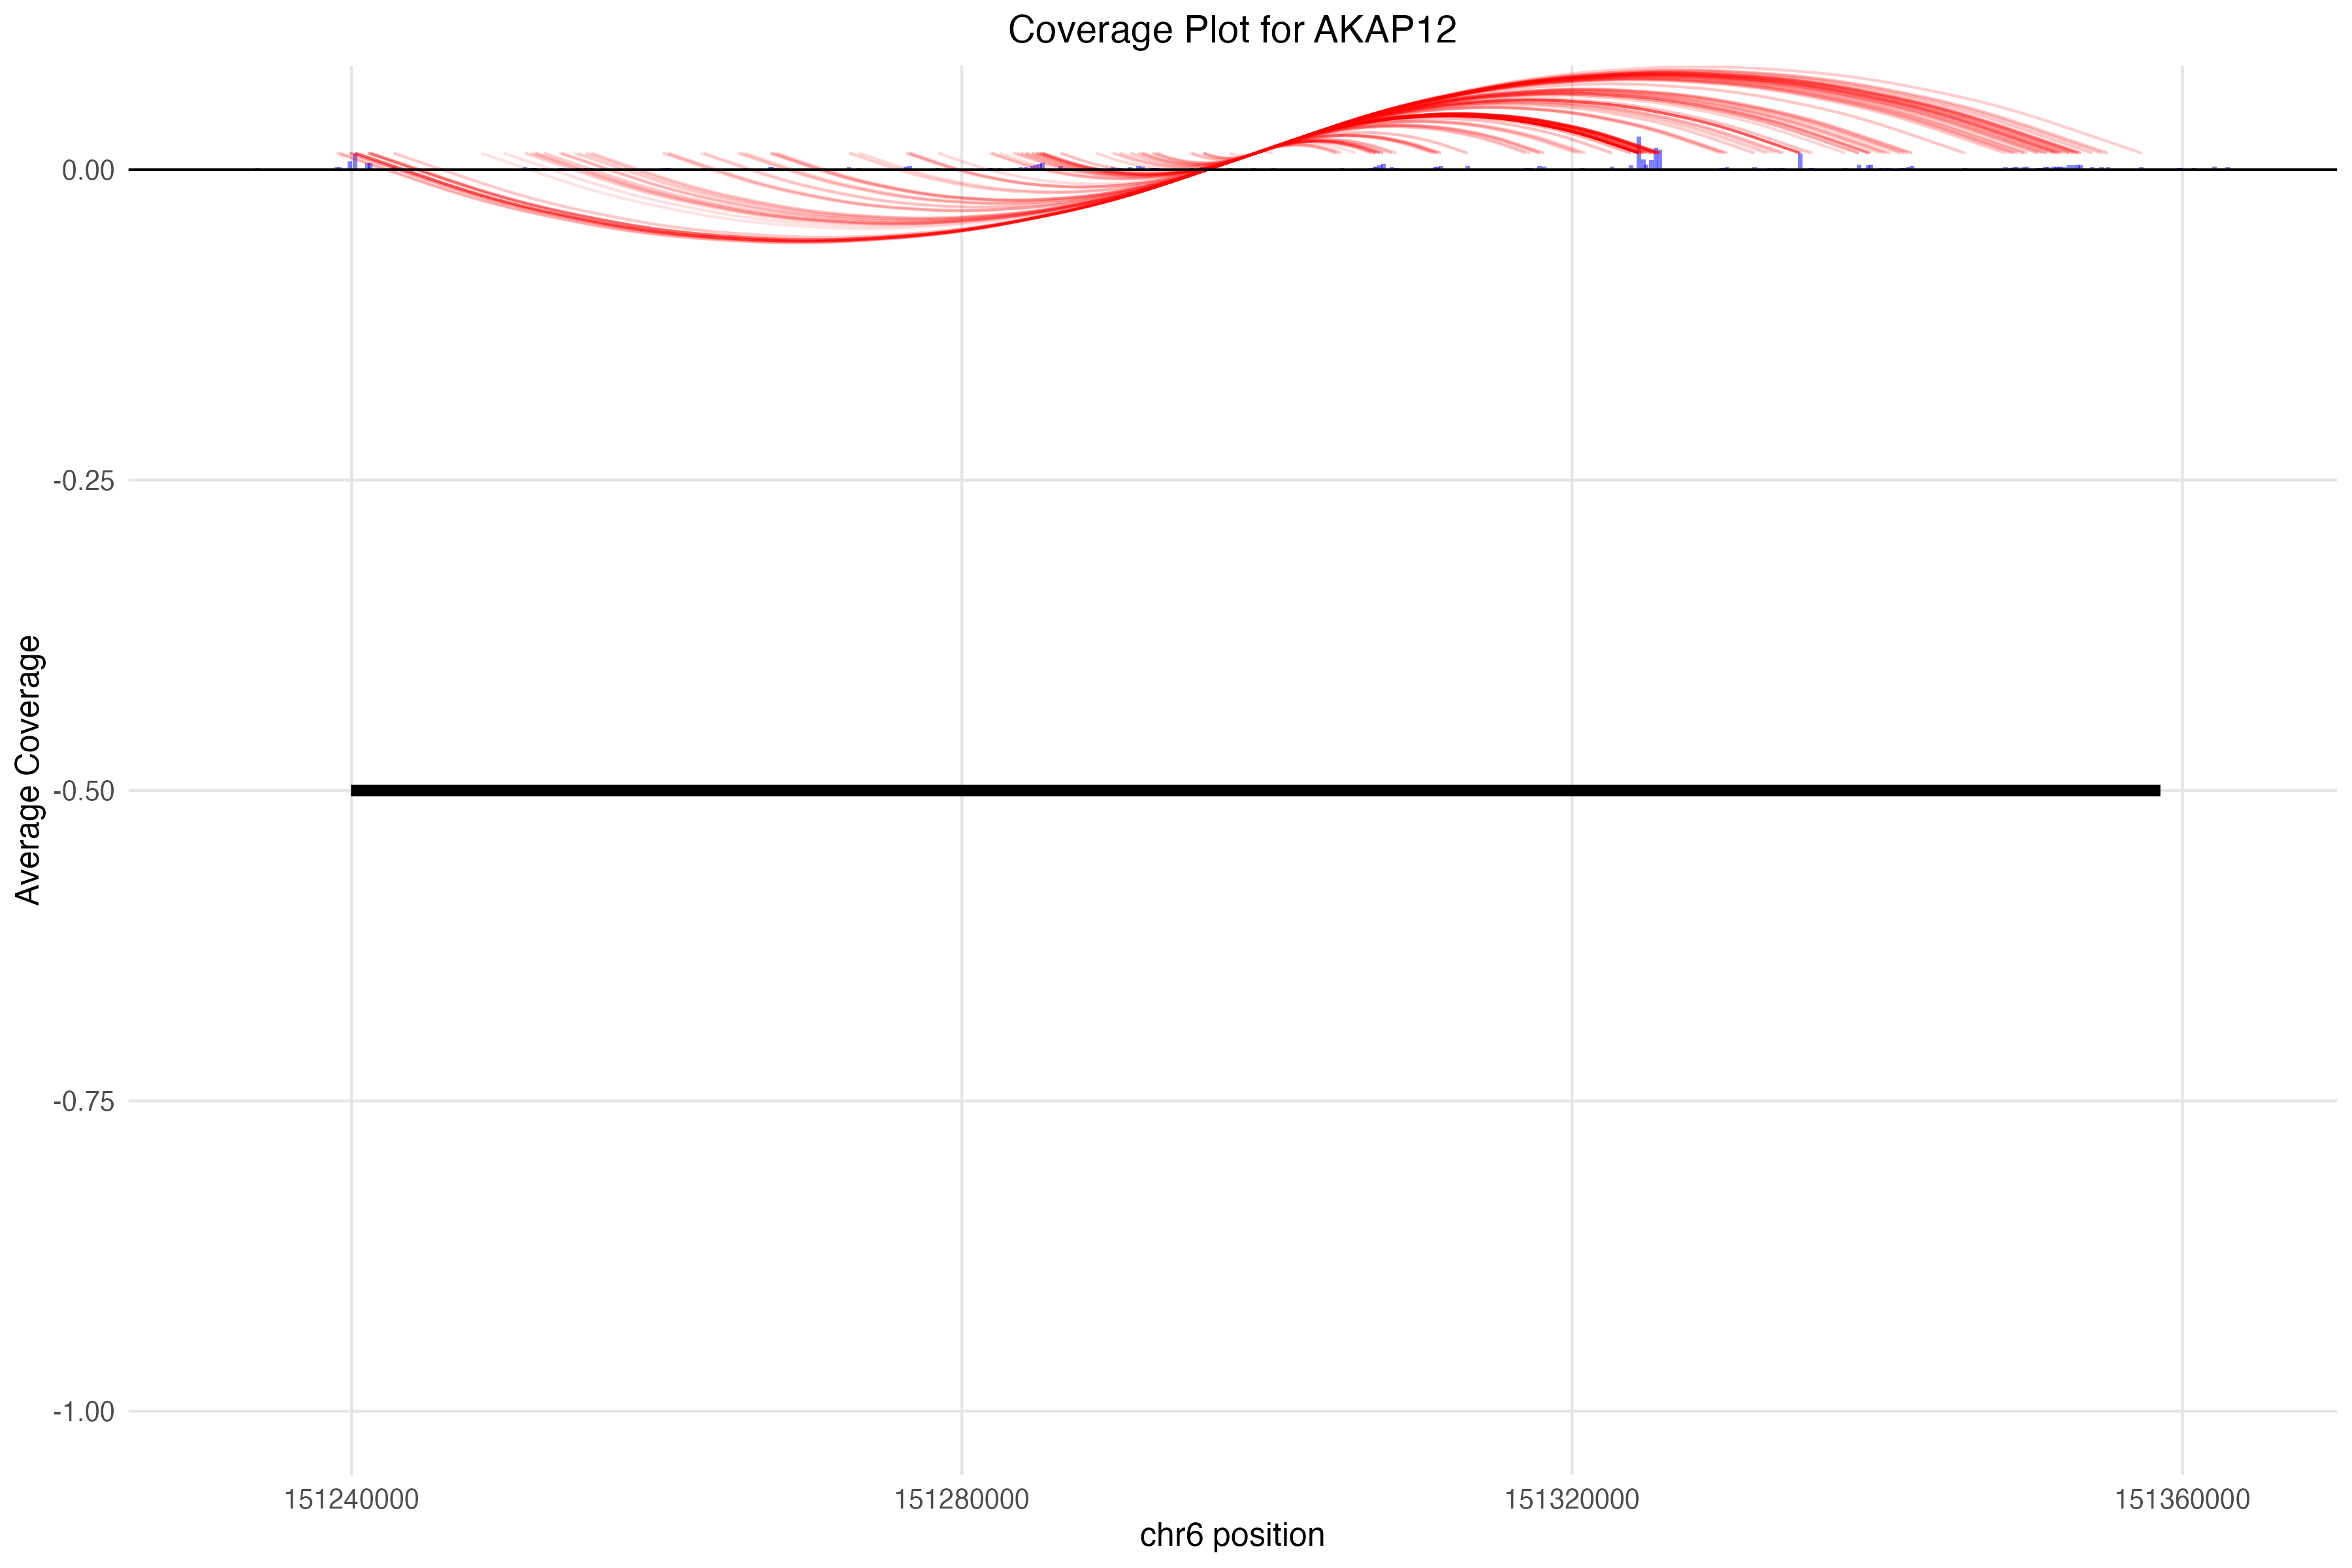 Coverage Plot for AKAP12
0.00
-0.25
-0.50
-0.75
-1.00
Average Coverage
151240000 151280000 151320000 151360000
chr6 position